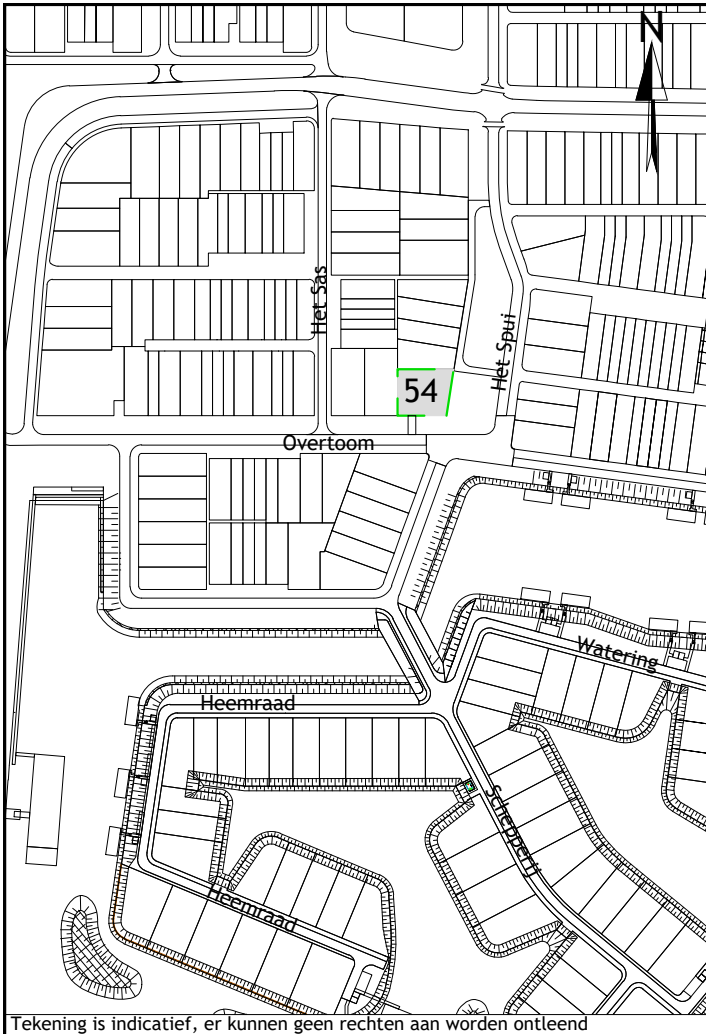 N
Het Sas
Het Spui
54
Overtoom
Watering
Heemraad
Schepperij
Heemraad
Tekening is indicatief, er kunnen geen rechten aan worden ontleend